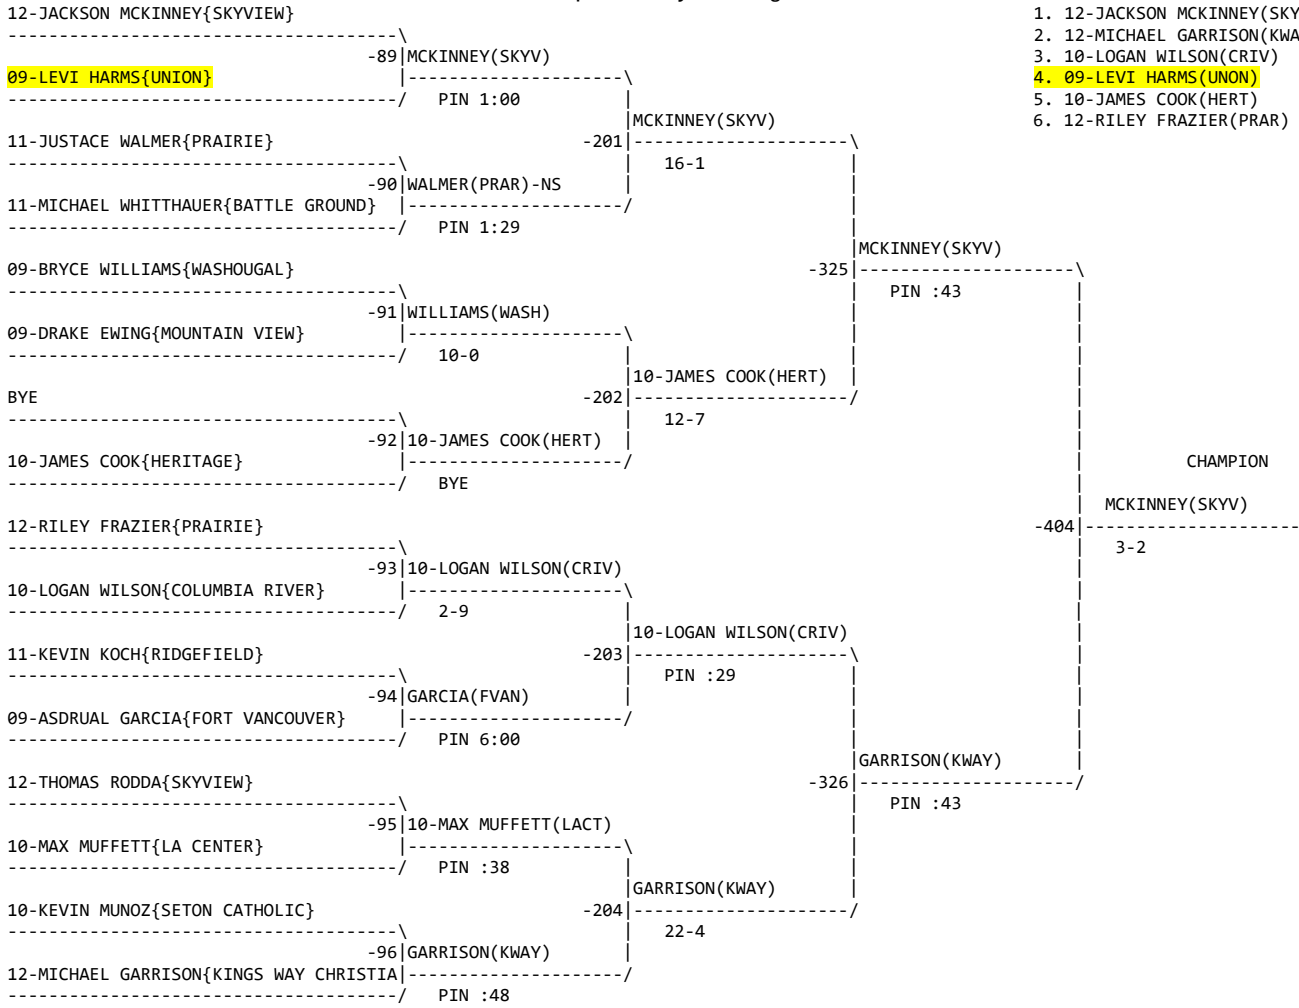 12-JACKSON MCKINNEY{SKYVIEW}
-89
MCKINNEY(SKYV)
09-LEVI HARMS{UNION}
PIN 1:00
MCKINNEY(SKYV)
11-JUSTACE WALMER{PRAIRIE}
-201
16-1
-90
WALMER(PRAR)-NS
11-MICHAEL WHITTHAUER{BATTLE GROUND}
PIN 1:29
MCKINNEY(SKYV)
09-BRYCE WILLIAMS{WASHOUGAL}
-325
PIN :43
-91
WILLIAMS(WASH)
09-DRAKE EWING{MOUNTAIN VIEW}
10-0
10-JAMES COOK(HERT)
BYE
-202
12-7
-92
10-JAMES COOK(HERT)
10-JAMES COOK{HERITAGE}
BYE
CHAMPION
MCKINNEY(SKYV)
12-RILEY FRAZIER{PRAIRIE}
-404
3-2
-93
10-LOGAN WILSON(CRIV)
10-LOGAN WILSON{COLUMBIA RIVER}
2-9
10-LOGAN WILSON(CRIV)
11-KEVIN KOCH{RIDGEFIELD}
-203
PIN :29
-94
GARCIA(FVAN)
09-ASDRUAL GARCIA{FORT VANCOUVER}
PIN 6:00
GARRISON(KWAY)
12-THOMAS RODDA{SKYVIEW}
-326
PIN :43
-95
10-MAX MUFFETT(LACT)
10-MAX MUFFETT{LA CENTER}
PIN :38
GARRISON(KWAY)
10-KEVIN MUNOZ{SETON CATHOLIC}
-204
22-4
-96
GARRISON(KWAY)
12-MICHAEL GARRISON{KINGS WAY CHRISTIA
PIN :48
1. 12-JACKSON MCKINNEY(SKY
2. 12-MICHAEL GARRISON(KWA
3. 10-LOGAN WILSON(CRIV)
4. 09-LEVI HARMS(UNON)
5. 10-JAMES COOK(HERT)
6. 12-RILEY FRAZIER(PRAR)